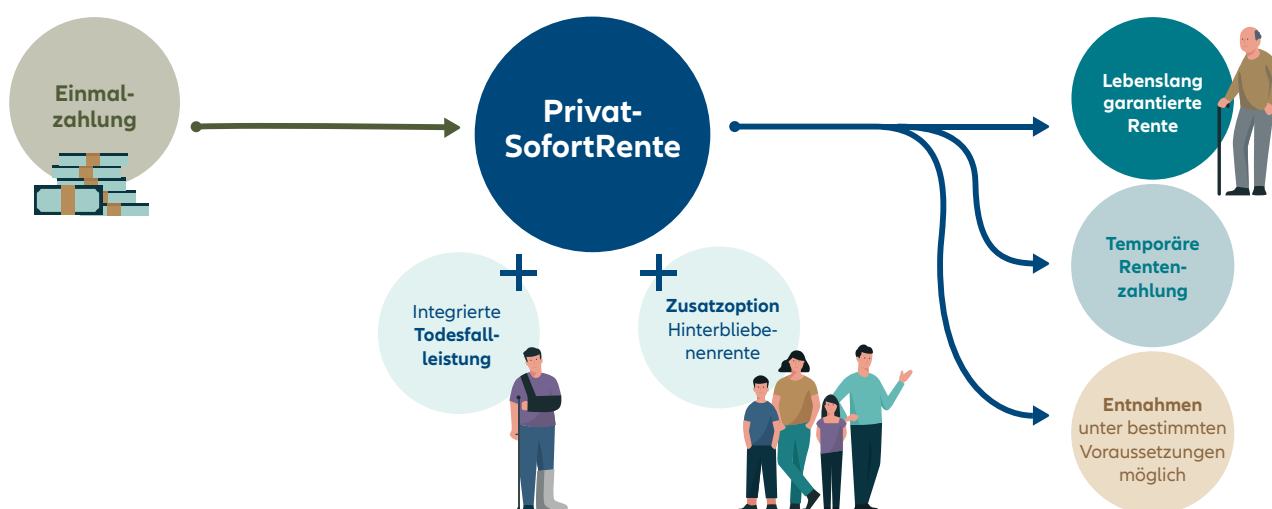 Einmal-
zahlung
Privat-
SofortRente
Lebenslang
garantierte
Rente
Integrierte
Todesfall-
leistung
Zusatzoption
Hinterbliebe-
nenrente
Temporäre
Renten-
zahlung
Entnahmen
unter bestimmten
Voraussetzungen
möglich